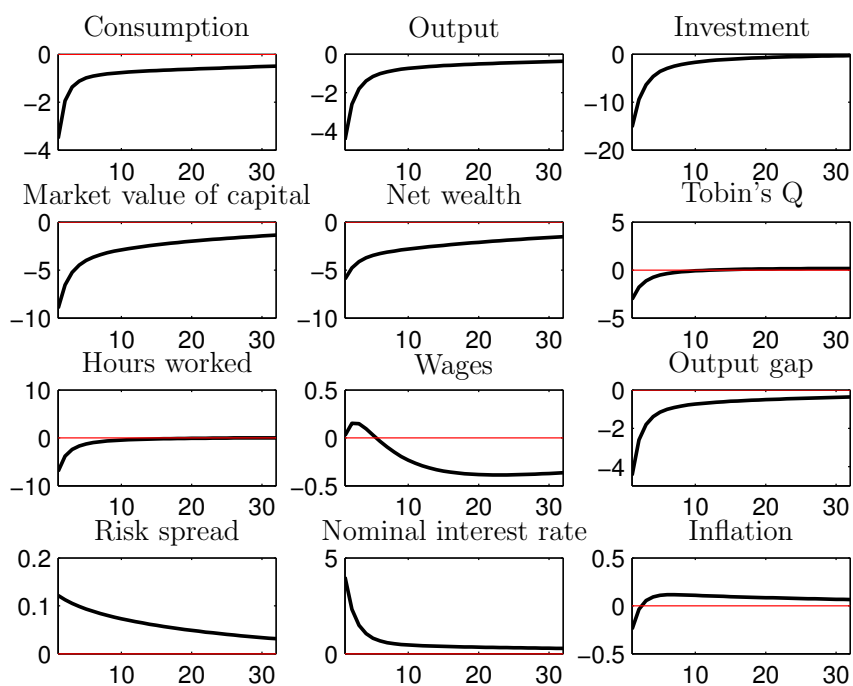 Consumption
Output
Investment
0
−2
−4
10 20 30
0
−2
−4
10 20 30
0
−10
−20
10 20 30
Market value of capital
Net wealth
Tobin's Q
0
−5
−10
10 20 30
0
−5
−10
10 20 30
5
0
−5
10 20 30
Hours worked
Wages
Output gap
10
0
−10
10 20 30
0.5
0
−0.5
10 20 30
0
−2
−4
10 20 30
Risk spread
Nominal interest rate
Inflation
0.2
0.1
0
10 20 30
5
0
10 20 30
0.5
0
−0.5
10 20 30